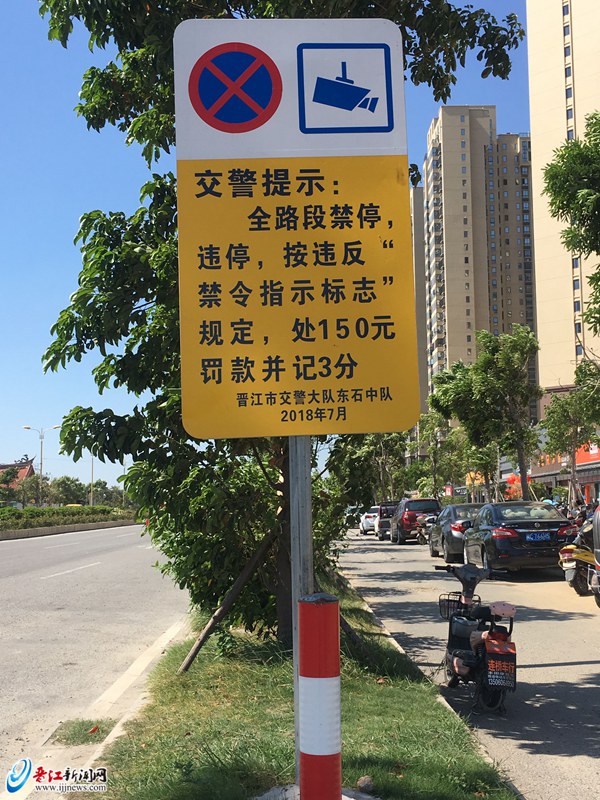 交警提示：
全路段禁停，
违停，按违反“
禁令指示标志”
规定，处150元
罚款并记3分
晋江市交警大队东石中队
2018年7月
晋江新闻网
www.ijjnews.com